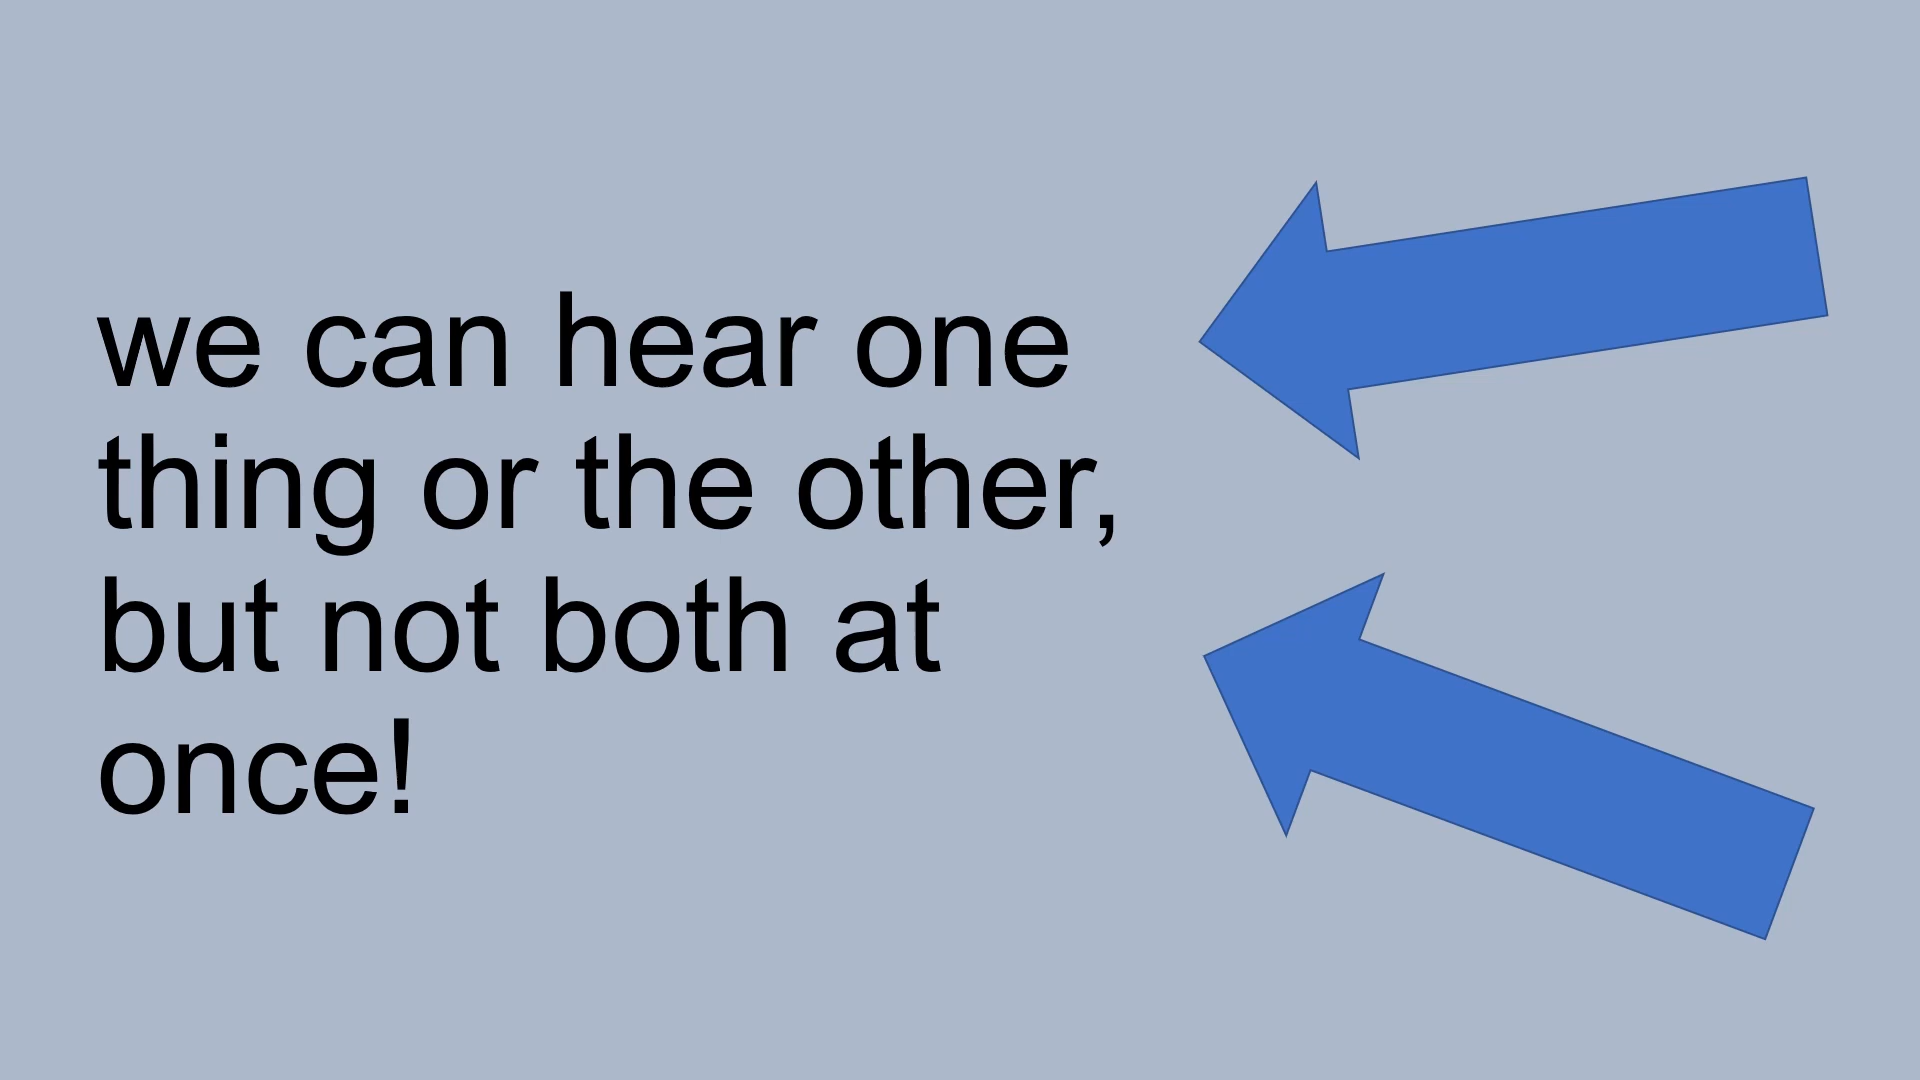 we can hear one
thing or the other,
but not both at
once!